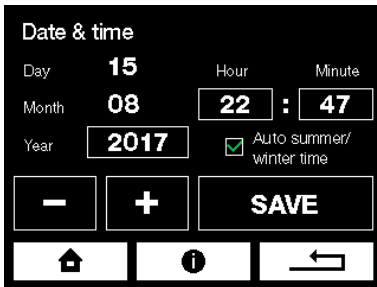 Date & time
Day 15 Hour Minute
Month 08 22 : 47
Year 2017 Auto summer/
winter time
− + SAVE
i